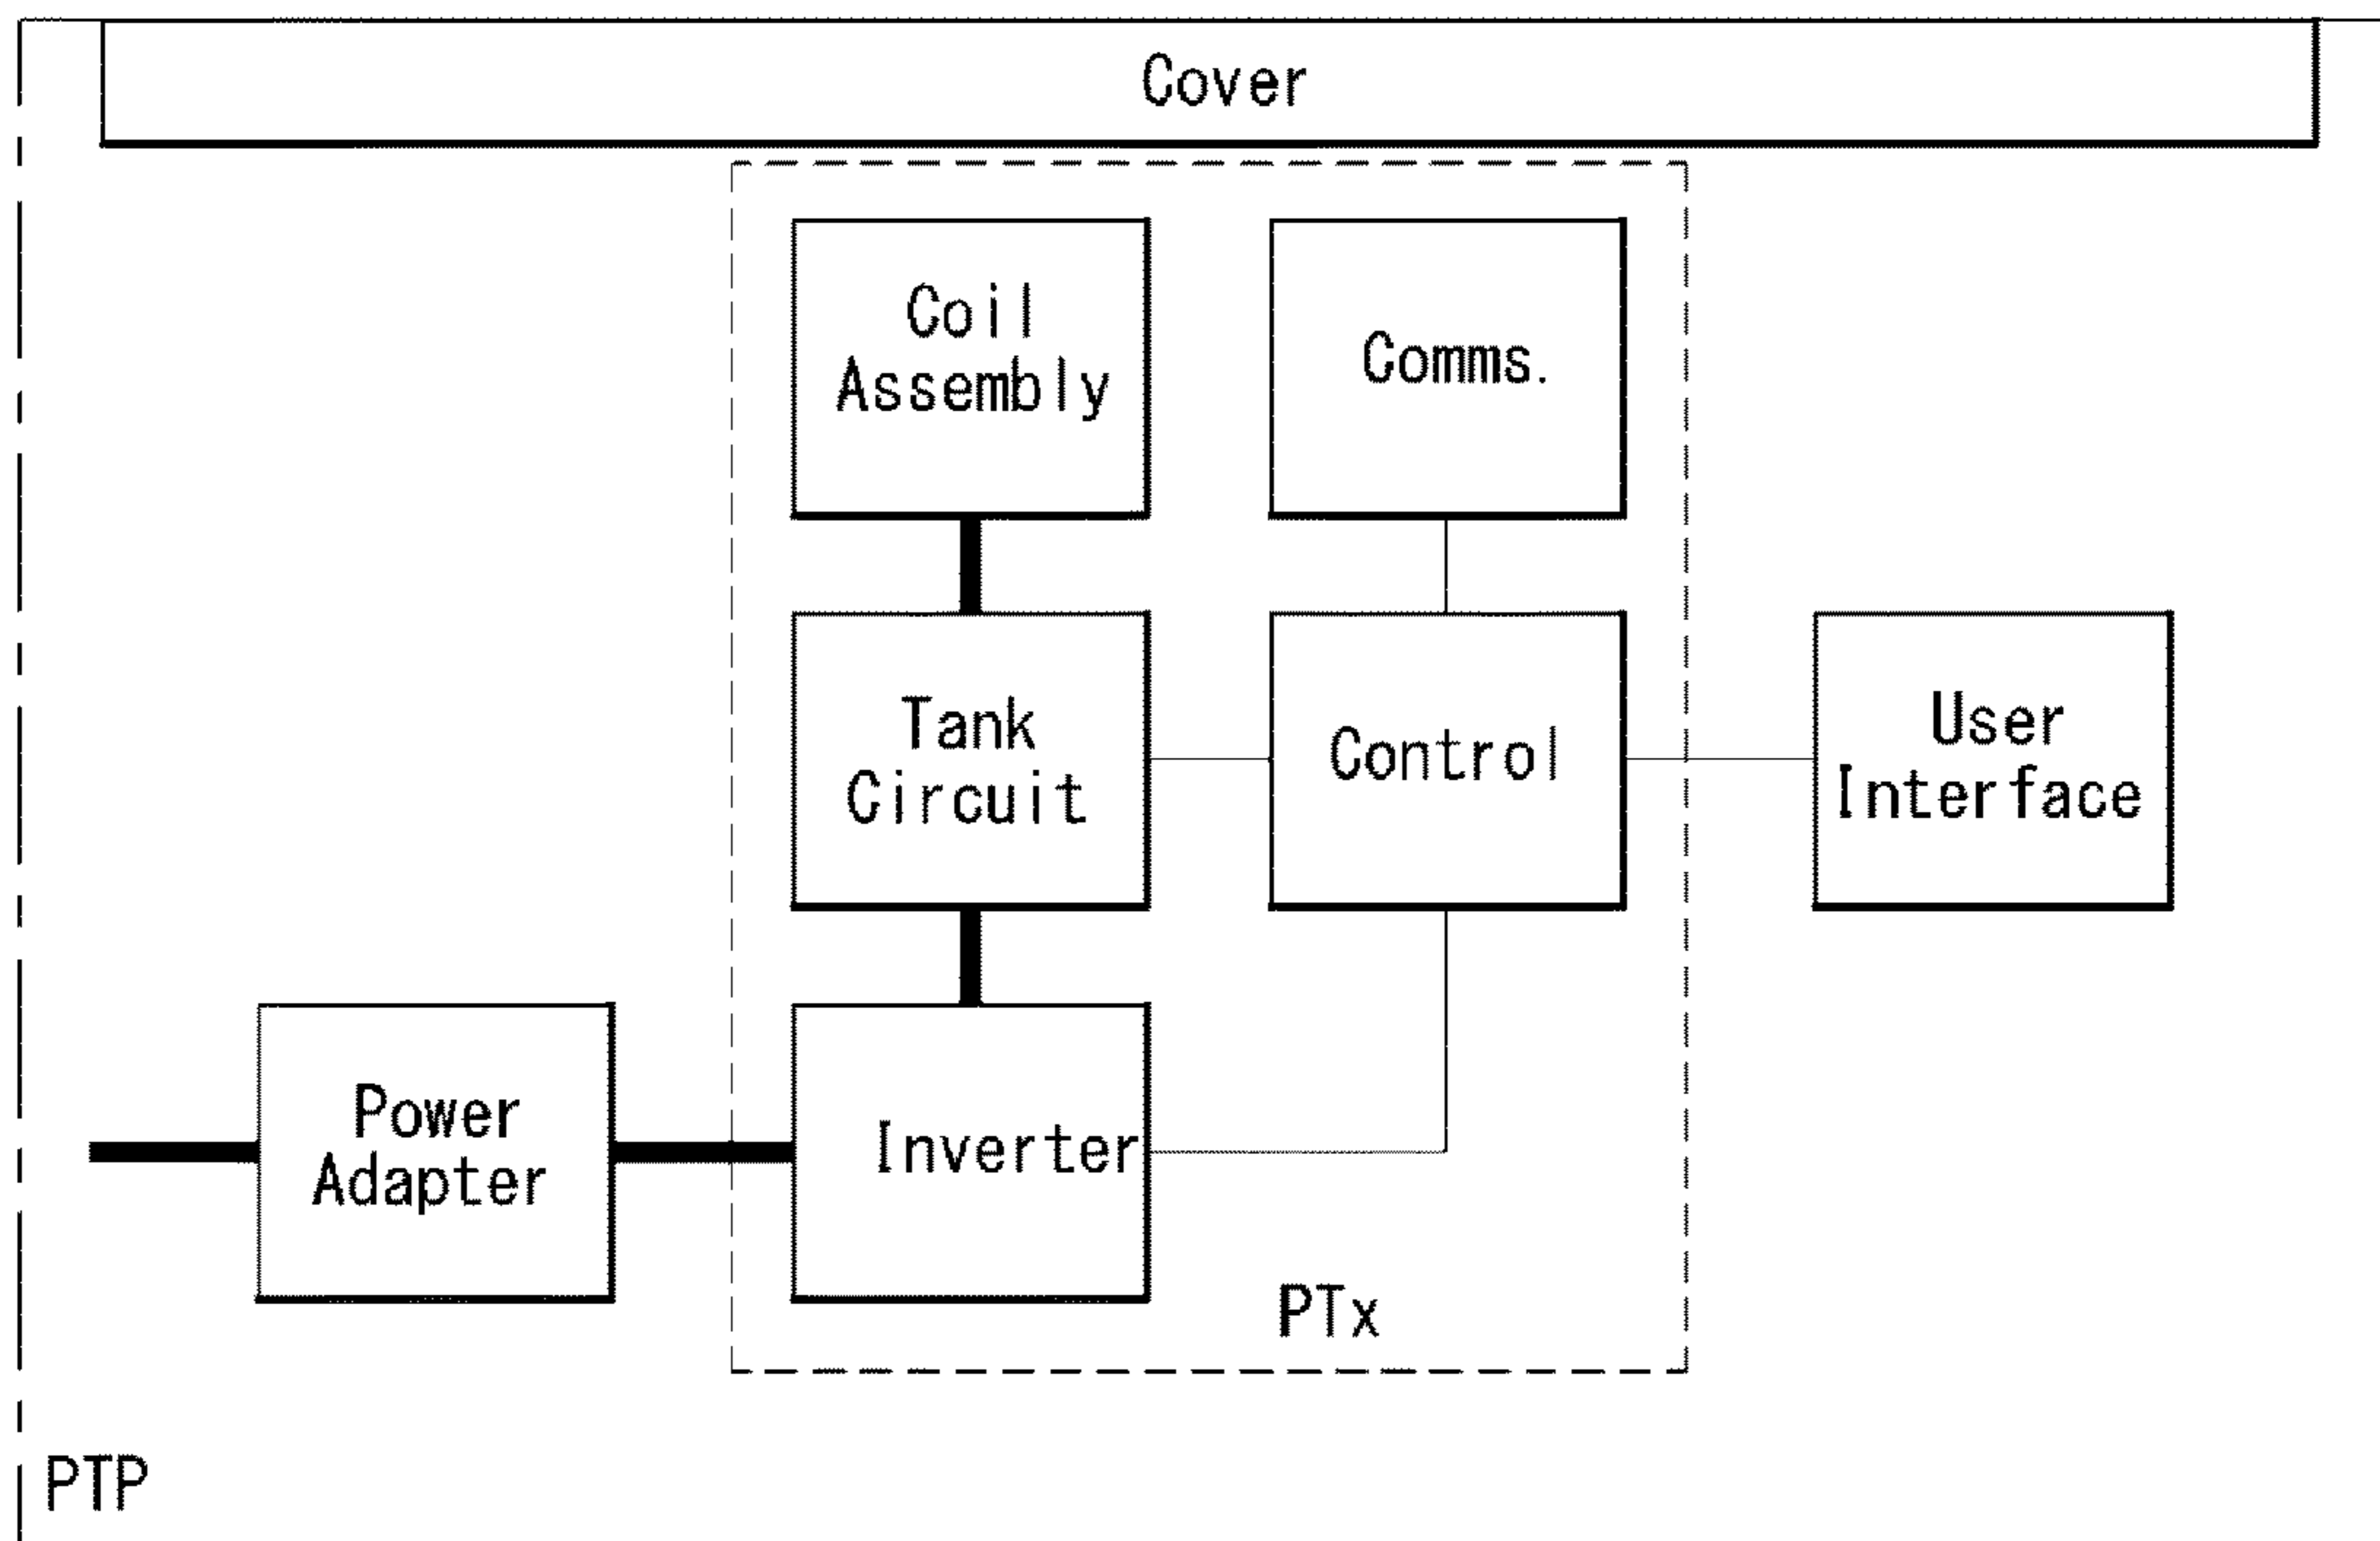 Cover
Coil
Assembly
Comms.
Tank
Circuit
Control
User
Interface
Power
Adapter
Inverter
PTx
PTP